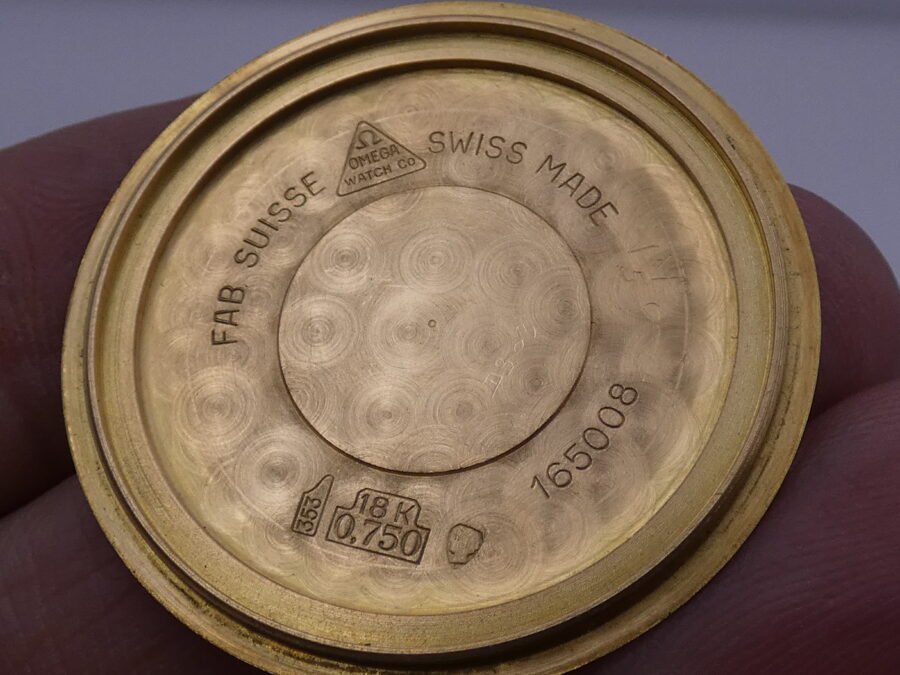 FAB. SUISSE
Ω
OMEGA
WATCH Co
SWISS MADE
165008
353
18 K
0,750